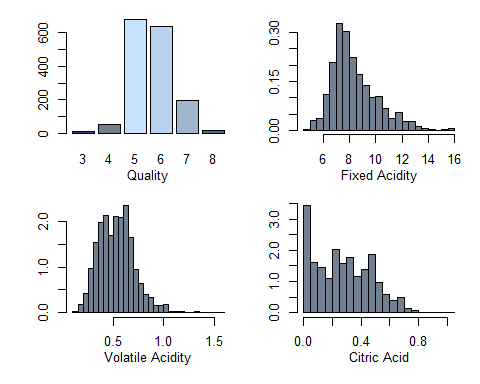 0 200 600
3 4 5 6 7 8
Quality
0.00 0.15 0.30
6 8 10 12 14 16
Fixed Acidity
0.0 1.0 2.0
0.5 1.0 1.5
Volatile Acidity
0.0 1.0 2.0 3.0
0.0 0.4 0.8
Citric Acid